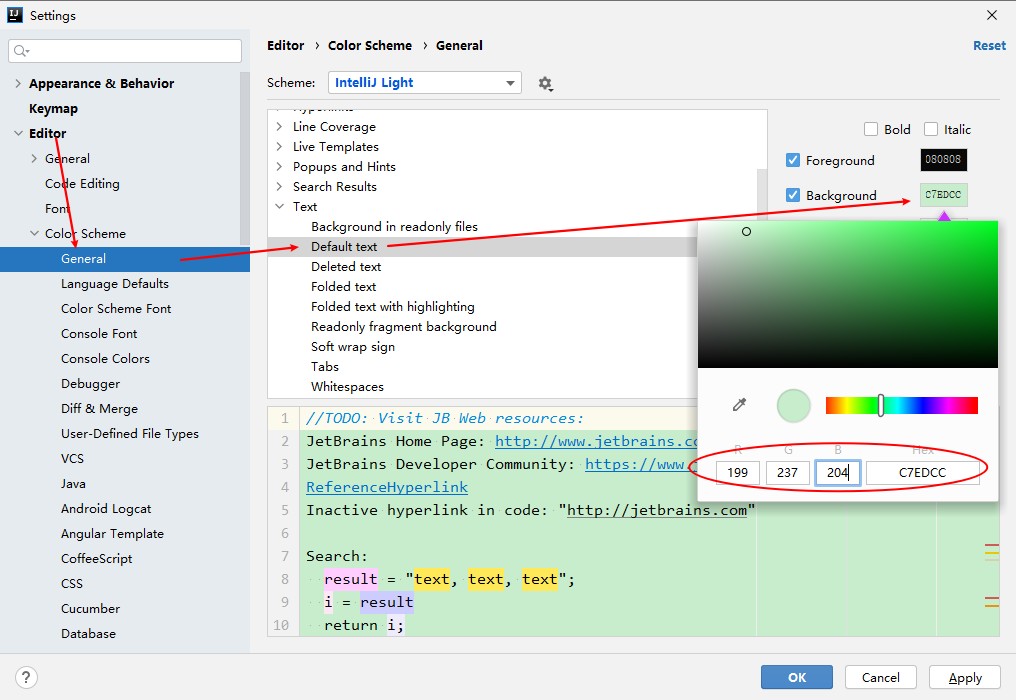 Settings
Editor › Color Scheme › General
Reset
Scheme: IntelliJ Light
Appearance & Behavior
Keymap
Editor
General
Code Editing
Font
Color Scheme
General
Language Defaults
Color Scheme Font
Console Font
Console Colors
Debugger
Diff & Merge
User-Defined File Types
VCS
Java
Android Logcat
Angular Template
CoffeeScript
CSS
Cucumber
Database
Hyperlinks
Line Coverage
Live Templates
Popups and Hints
Search Results
Text
Background in readonly files
Default text
Deleted text
Folded text
Folded text with highlighting
Readonly fragment background
Soft wrap sign
Tabs
Whitespaces
Bold Italic
Foreground 080808
Background C7EDCC
R G B Hex
199 237 204 C7EDCC
1 //TODO: Visit JB Web resources:
2 JetBrains Home Page: http://www.jetbrains.co
3 JetBrains Developer Community: https://www.
4 ReferenceHyperlink
5 Inactive hyperlink in code: "http://jetbrains.com"
6
7 Search:
8 result = "text, text, text";
9 i = result
10 return i;
?
OK Cancel Apply